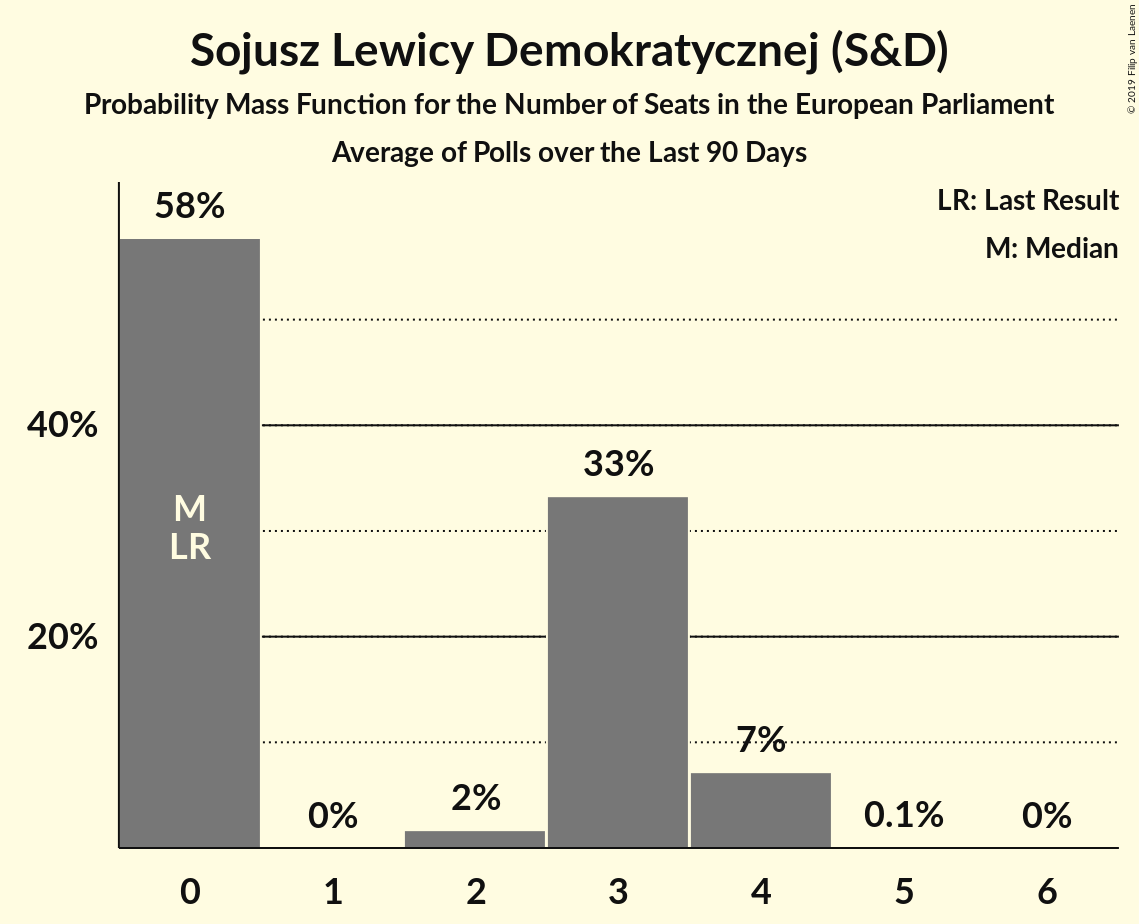 Sojusz Lewicy Demokratycznej (S&D)
Probability Mass Function for the Number of Seats in the European Parliament
Average of Polls over the Last 90 Days
© 2019 Filip van Laenen
LR: Last Result
M: Median
58%
40%
33%
M
LR
20%
7%
2%
0%
0.1%
0%
0 1 2 3 4 5 6